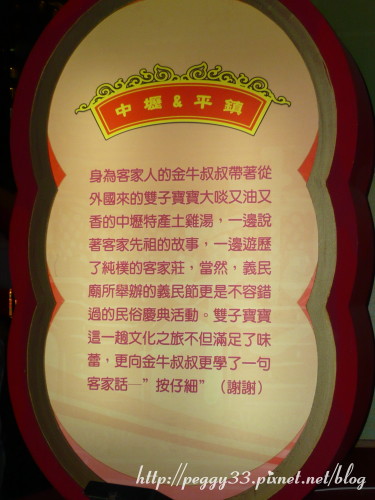 中壢&平鎮
身為客家人的金牛叔叔帶著從
外國來的雙子寶寶大啖又油又
香的中壢特產土雞湯，一邊說
著客家先祖的故事，一邊遊歷
了純樸的客家莊，當然，義民
廟所舉辦的義民節更是不容錯
過的民俗慶典活動。雙子寶寶
這一趟文化之旅不但滿足了味
蕾，更向金牛叔叔更學了一句
客家話—”按仔細”（謝謝）
http://peggy33.pixnet.net/blog